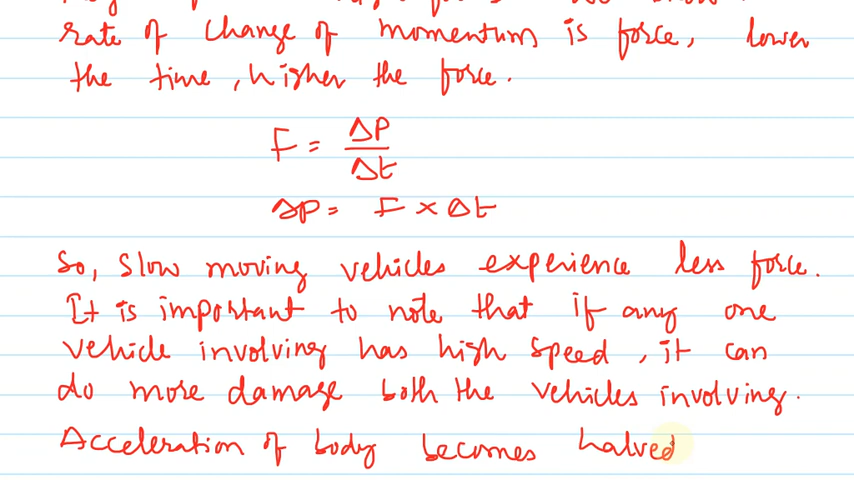 rate of change of momentum is force, lower
the time, higher the force.
F = ΔP/Δt
ΔP = F × Δt
So, slow moving vehicles experience less force.
It is important to note that if any one
vehicle involving has high speed, it can
do more damage both the vehicles involving.
Acceleration of body becomes halved